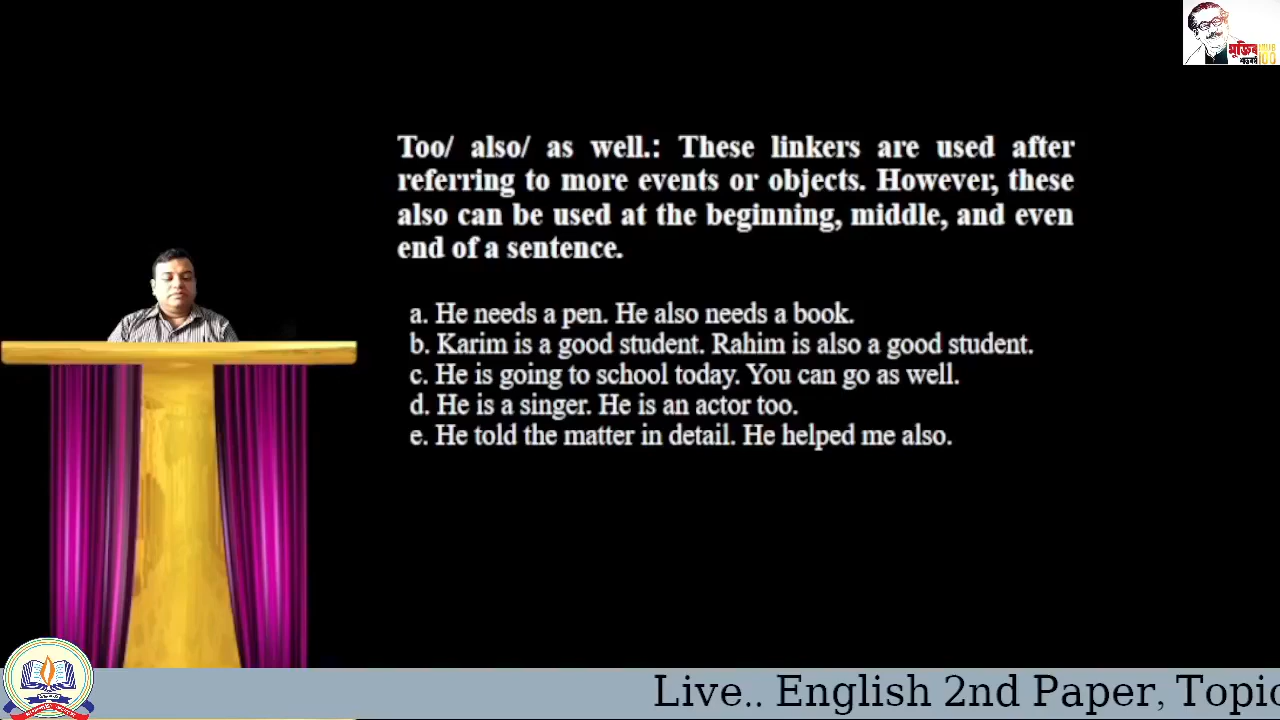 মুজিব
শতবর্ষ
100
Too/ also/ as well.: These linkers are used after
referring to more events or objects. However, these
also can be used at the beginning, middle, and even
end of a sentence.
a. He needs a pen. He also needs a book.
b. Karim is a good student. Rahim is also a good student.
c. He is going to school today. You can go as well.
d. He is a singer. He is an actor too.
e. He told the matter in detail. He helped me also.
Live.. English 2nd Paper, Topic